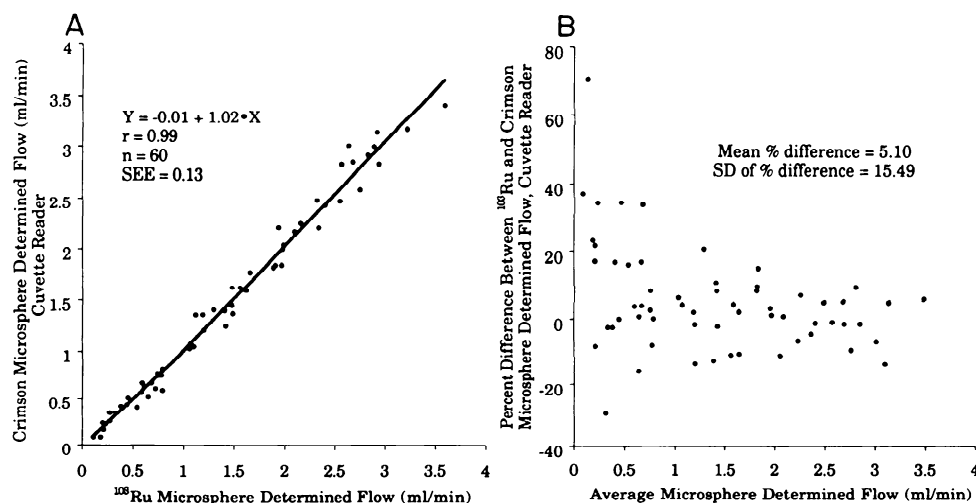 A
Crimson Microsphere Determined Flow (ml/min)
Cuvette Reader
4
3.5
3
2.5
2
1.5
1
0.5
0
Y = -0.01 + 1.02•X
r = 0.99
n = 60
SEE = 0.13
0 0.5 1 1.5 2 2.5 3 3.5 4
¹⁰³Ru Microsphere Determined Flow (ml/min)
B
Percent Difference Between ¹⁰³Ru and Crimson
Microsphere Determined Flow, Cuvette Reader
80
60
40
20
0
-20
-40
Mean % difference = 5.10
SD of % difference = 15.49
0 0.5 1 1.5 2 2.5 3 3.5 4
Average Microsphere Determined Flow (ml/min)